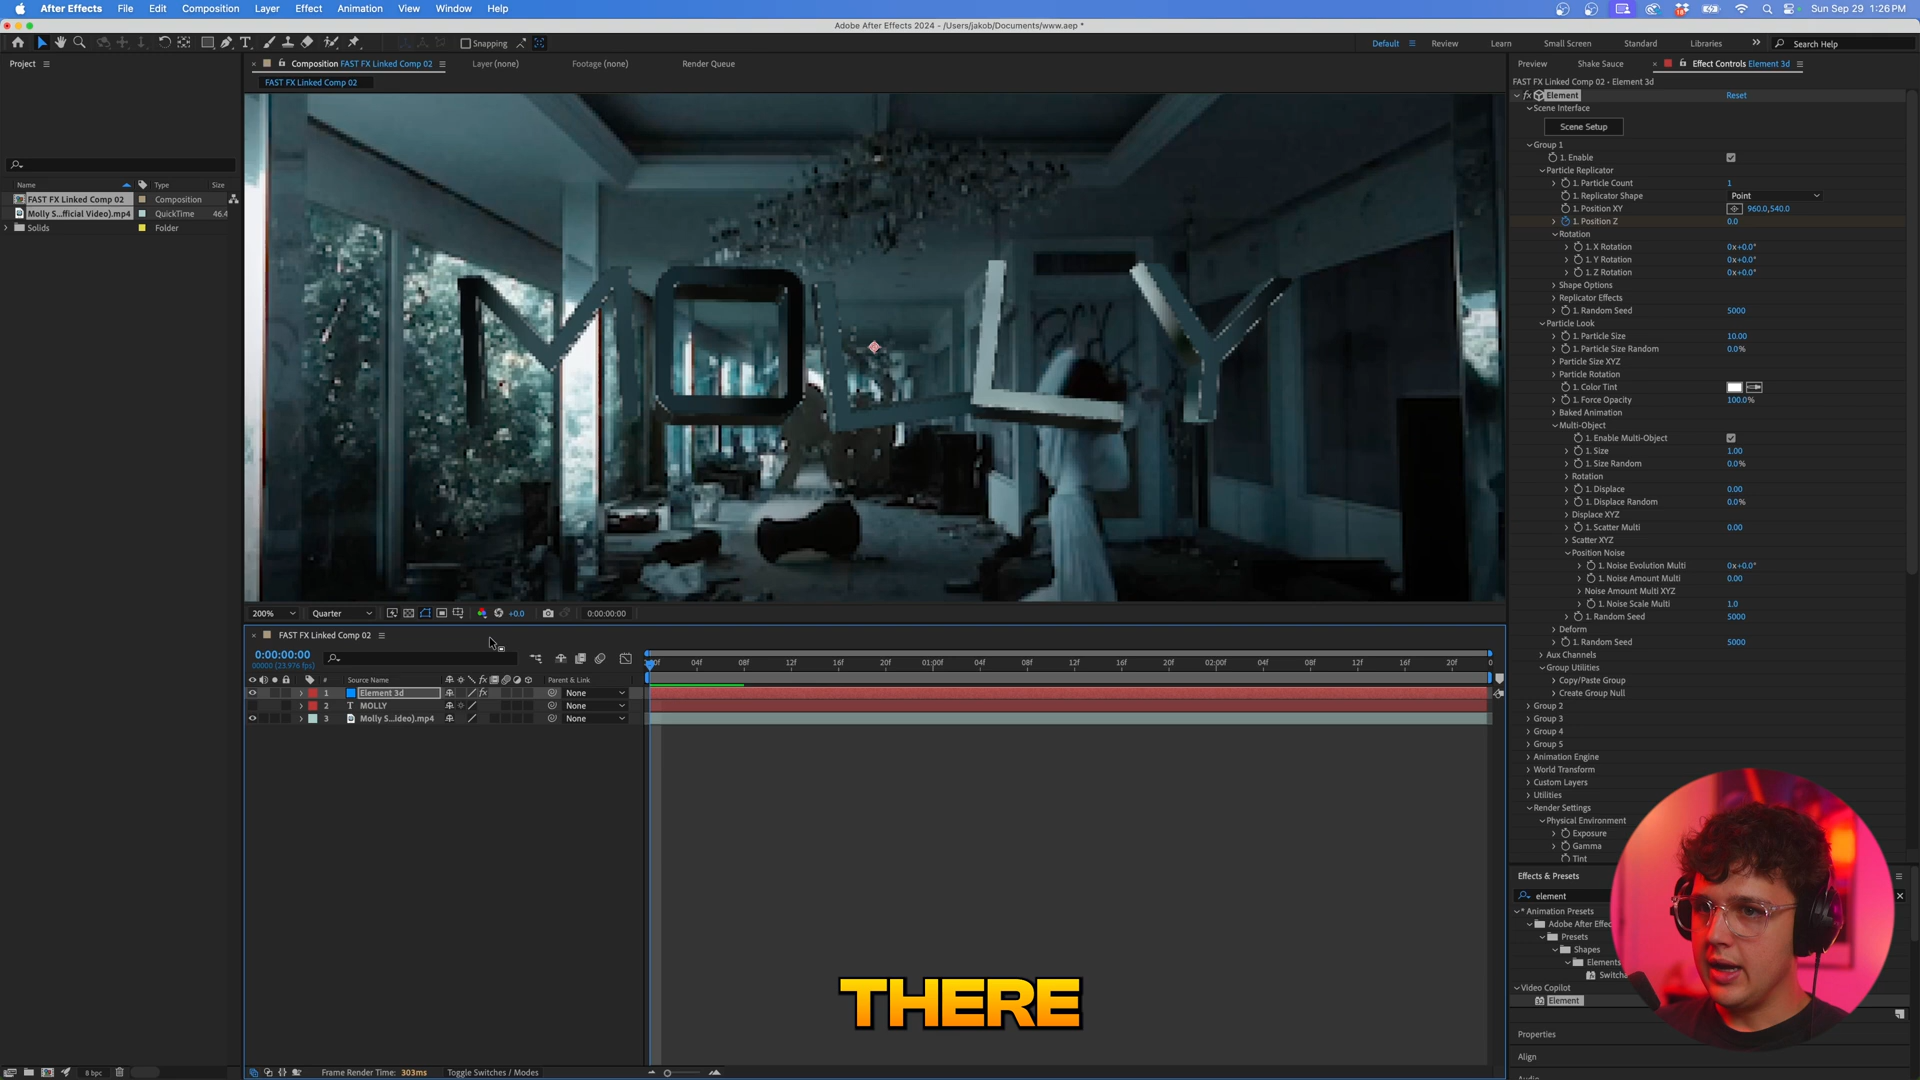 After Effects File Edit Composition Layer Effect Animation View Window Help Sun Sep 29 1:26 PM
Adobe After Effects 2024 - /Users/jakob/Documents/www.aep *
Snapping Default Review Learn Small Screen Standard Libraries Search Help
Project
Composition FAST FX Linked Comp 02 Layer (none) Footage (none) Render Queue
FAST FX Linked Comp 02
Name Type Size
FAST FX Linked Comp 02 Composition
Molly S...fficial Video).mp4 QuickTime 46.4
Solids Folder
MOLLY
200% Quarter +0.0 0:00:00:00
FAST FX Linked Comp 02
0:00:00:00
00000 (23.976 fps)
:00f 04f 08f 12f 16f 20f 01:00f 04f 08f 12f 16f 20f 02:00f 04f 08f 12f 16f 20f 0
# Source Name Parent & Link
1 Element 3d None
2 T MOLLY None
3 Molly S...ideo).mp4 None
THERE
8 bpc
Frame Render Time: 303ms Toggle Switches / Modes
Preview Shake Sauce Effect Controls Element 3d
FAST FX Linked Comp 02 • Element 3d
fx Element Reset
Scene Interface
Scene Setup
Group 1
1. Enable
Particle Replicator
1. Particle Count 1
1. Replicator Shape Point
1. Position XY 960.0,540.0
1. Position Z 0.0
Rotation
1. X Rotation 0x+0.0°
1. Y Rotation 0x+0.0°
1. Z Rotation 0x+0.0°
Shape Options
Replicator Effects
1. Random Seed 5000
Particle Look
1. Particle Size 10.00
1. Particle Size Random 0.0%
Particle Size XYZ
Particle Rotation
1. Color Tint
1. Force Opacity 100.0%
Baked Animation
Multi-Object
1. Enable Multi-Object
1. Size 1.00
1. Size Random 0.0%
Rotation
1. Displace 0.00
1. Displace Random 0.0%
Displace XYZ
1. Scatter Multi 0.00
Scatter XYZ
Position Noise
1. Noise Evolution Multi 0x+0.0°
1. Noise Amount Multi 0.00
Noise Amount Multi XYZ
1. Noise Scale Multi 1.0
1. Random Seed 5000
Deform
1. Random Seed 5000
Aux Channels
Group Utilities
Copy/Paste Group
Create Group Null
Group 2
Group 3
Group 4
Group 5
Animation Engine
World Transform
Custom Layers
Utilities
Render Settings
Physical Environment
Exposure
Gamma
Tint
Effects & Presets
element
* Animation Presets
Adobe After Effec
Presets
Shapes
Elements
Switcha
Video Copilot
Element
Properties
Align